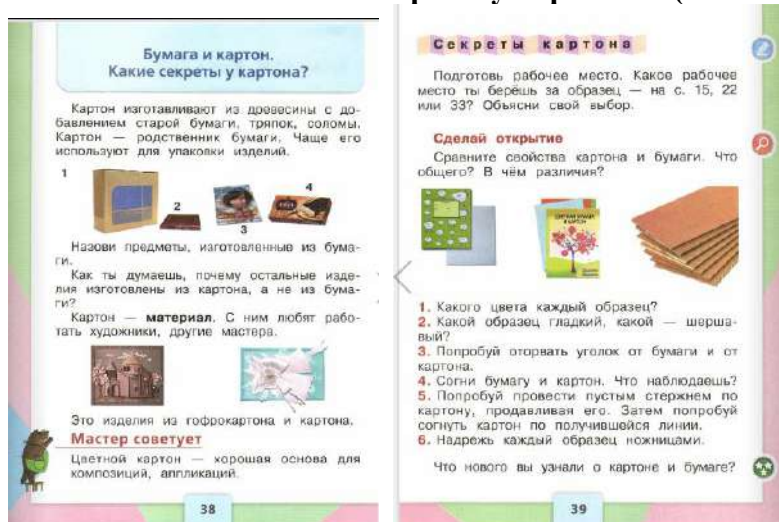 Бумага и картон.
Какие секреты у картона?
Картон изготавливают из древесины с до-
бавлением старой бумаги, тряпок, соломы.
Картон — родственник бумаги. Чаще его
используют для упаковки изделий.
1
2
3
4
Назови предметы, изготовленные из бума-
ги.
Как ты думаешь, почему остальные изде-
лия изготовлены из картона, а не из бума-
ги?
Картон — материал. С ним любят рабо-
тать художники, другие мастера.
Это изделия из гофрокартона и картона.
Мастер советует
Цветной картон — хорошая основа для
композиций, аппликаций.
38
Секреты картона
Подготовь рабочее место. Какое рабочее
место ты берёшь за образец — на с. 15, 22
или 33? Объясни свой выбор.
Сделай открытие
Сравните свойства картона и бумаги. Что
общего? В чём различия?
1. Какого цвета каждый образец?
2. Какой образец гладкий, какой — шерша-
вый?
3. Попробуй оторвать уголок от бумаги и от
картона.
4. Согни бумагу и картон. Что наблюдаешь?
5. Попробуй провести пустым стержнем по
картону, продавливая его. Затем попробуй
согнуть картон по получившейся линии.
6. Надрежь каждый образец ножницами.
Что нового вы узнали о картоне и бумаге?
39